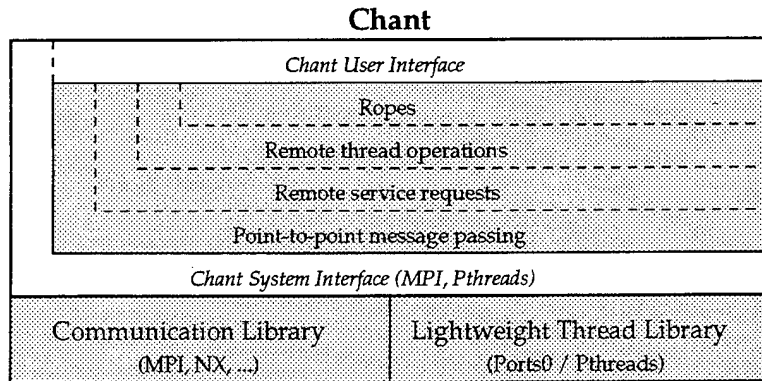 Chant
Chant User Interface
Ropes
Remote thread operations
Remote service requests
Point-to-point message passing
Chant System Interface (MPI, Pthreads)
Communication Library
(MPI, NX, ...)
Lightweight Thread Library
(Ports0 / Pthreads)